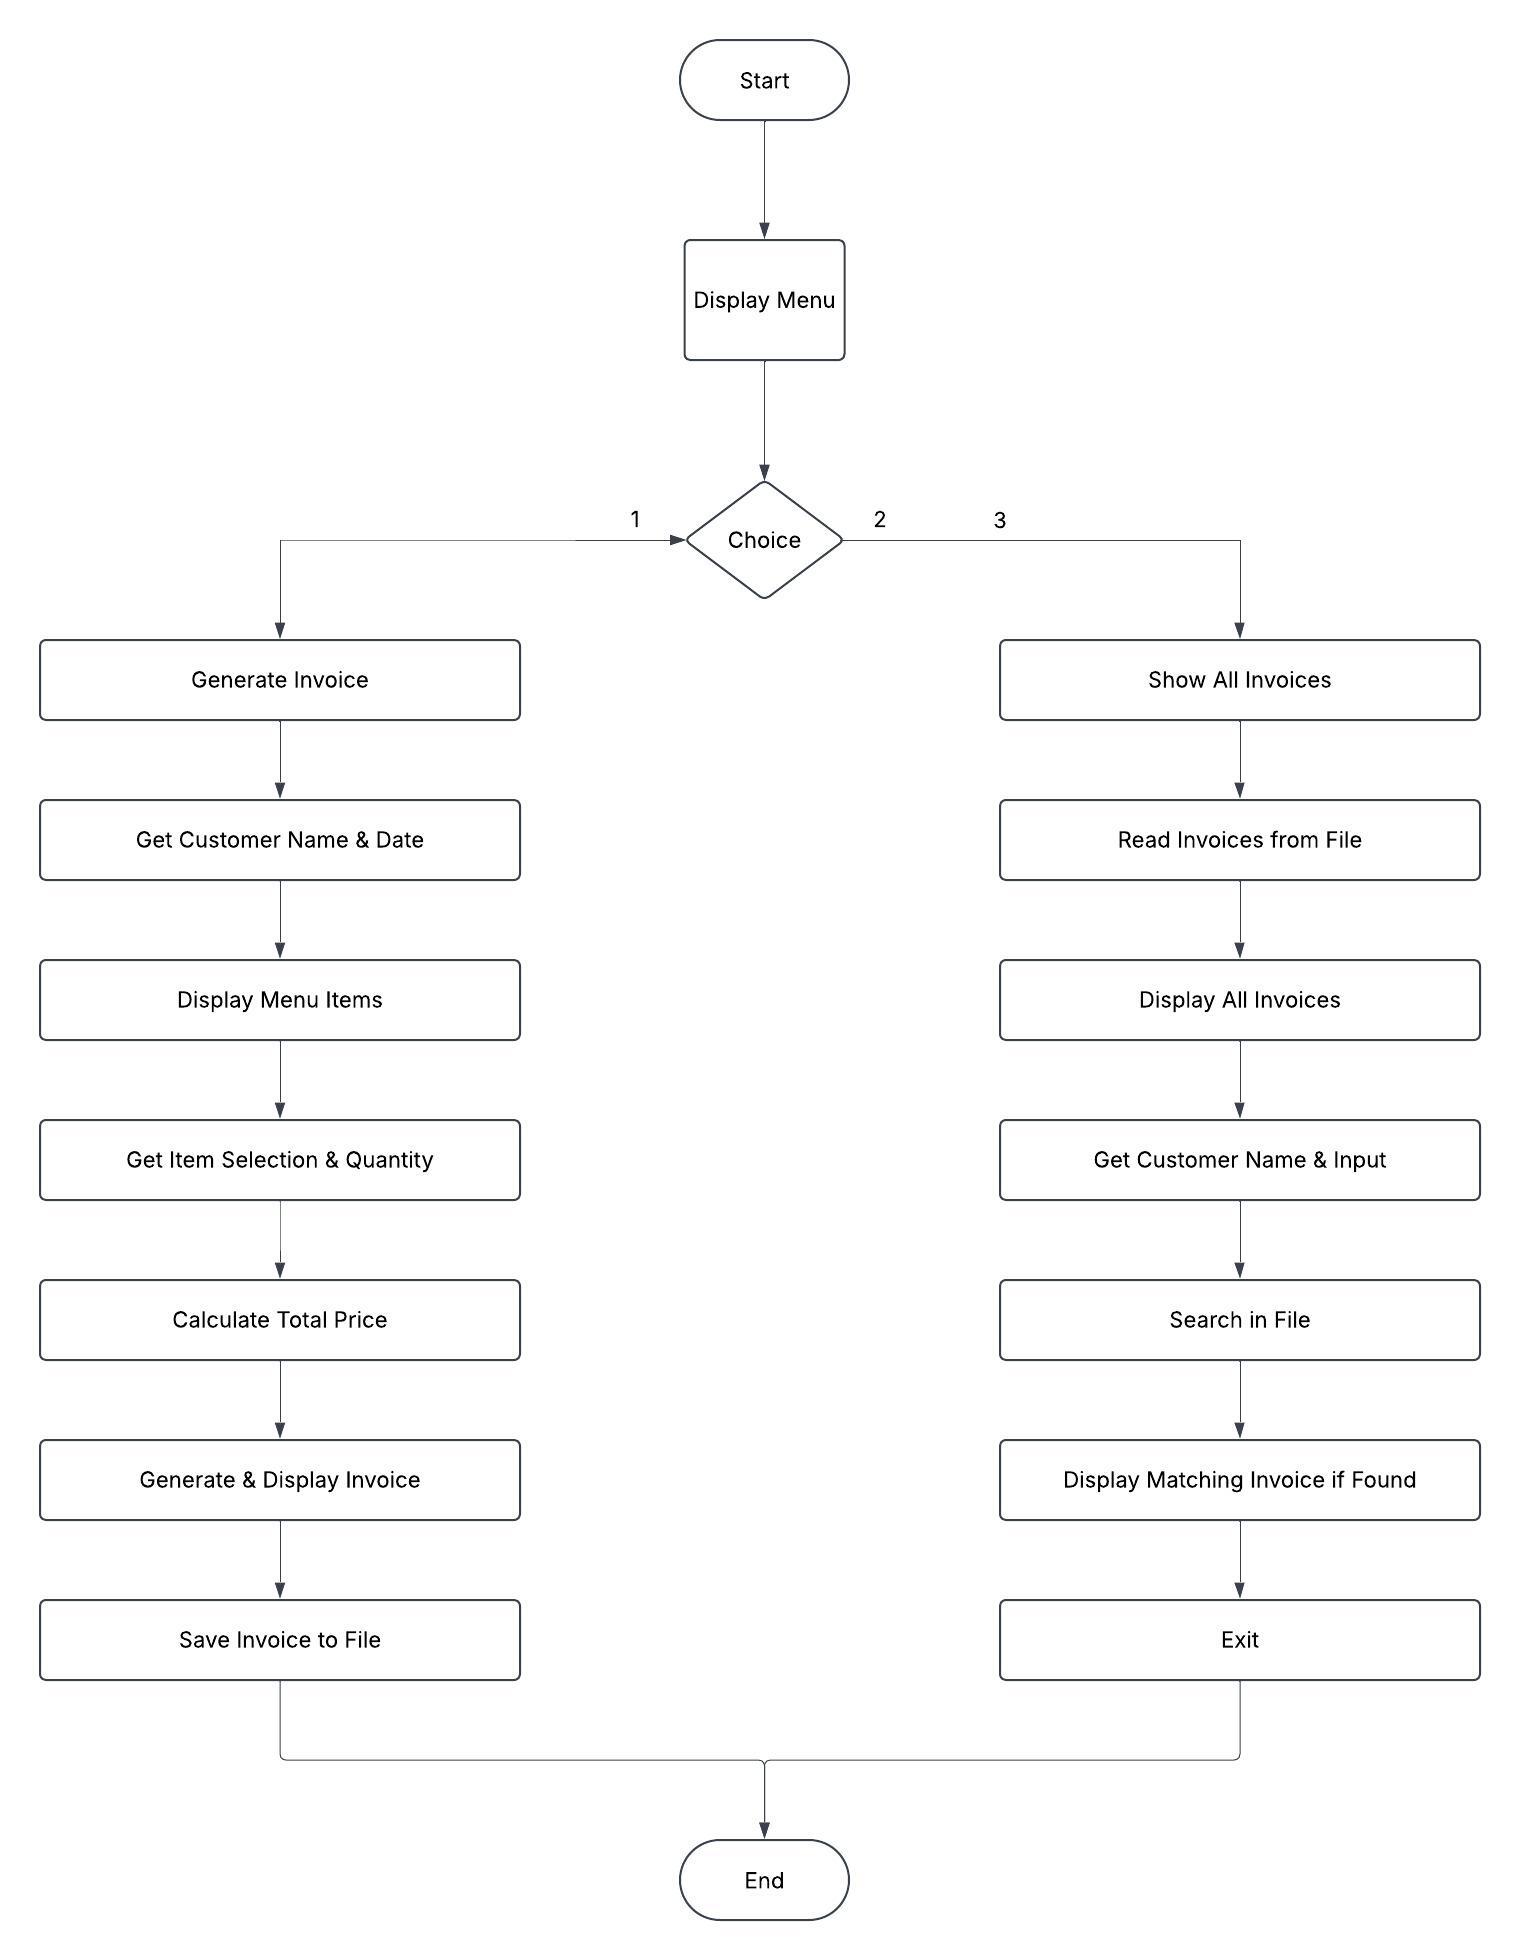 Start
Display Menu
1
Choice
2
3
Generate Invoice
Get Customer Name & Date
Display Menu Items
Get Item Selection & Quantity
Calculate Total Price
Generate & Display Invoice
Save Invoice to File
Show All Invoices
Read Invoices from File
Display All Invoices
Get Customer Name & Input
Search in File
Display Matching Invoice if Found
Exit
End